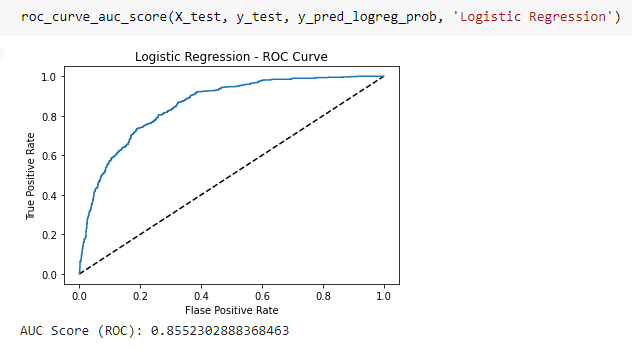 roc_curve_auc_score(X_test, y_test, y_pred_logreg_prob, 'Logistic Regression')
Logistic Regression - ROC Curve
1.0
0.8
0.6
0.4
0.2
0.0
True Positive Rate
0.0 0.2 0.4 0.6 0.8 1.0
Flase Positive Rate
AUC Score (ROC): 0.8552302888368463